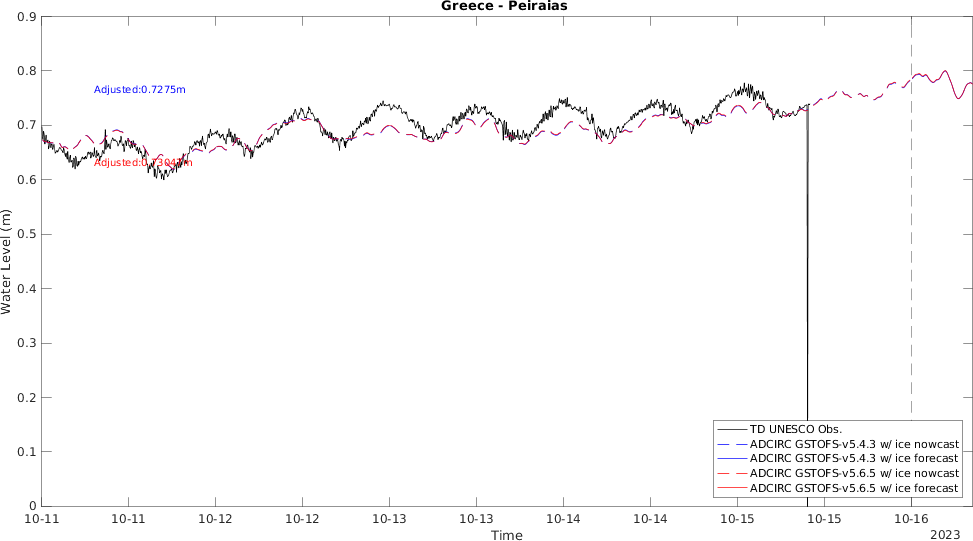 Greece - Peiraias
0.9
0.8
0.7
0.6
0.5
0.4
0.3
0.2
0.1
0
Water Level (m)
Adjusted:0.7275m
TD UNESCO Obs.
ADCIRC GSTOFS-v5.4.3 w/ ice nowcast
ADCIRC GSTOFS-v5.4.3 w/ ice forecast
ADCIRC GSTOFS-v5.6.5 w/ ice nowcast
ADCIRC GSTOFS-v5.6.5 w/ ice forecast
10-11 10-11 10-12 10-12 10-13 10-13 10-14 10-14 10-15 10-15 10-16
Time
2023